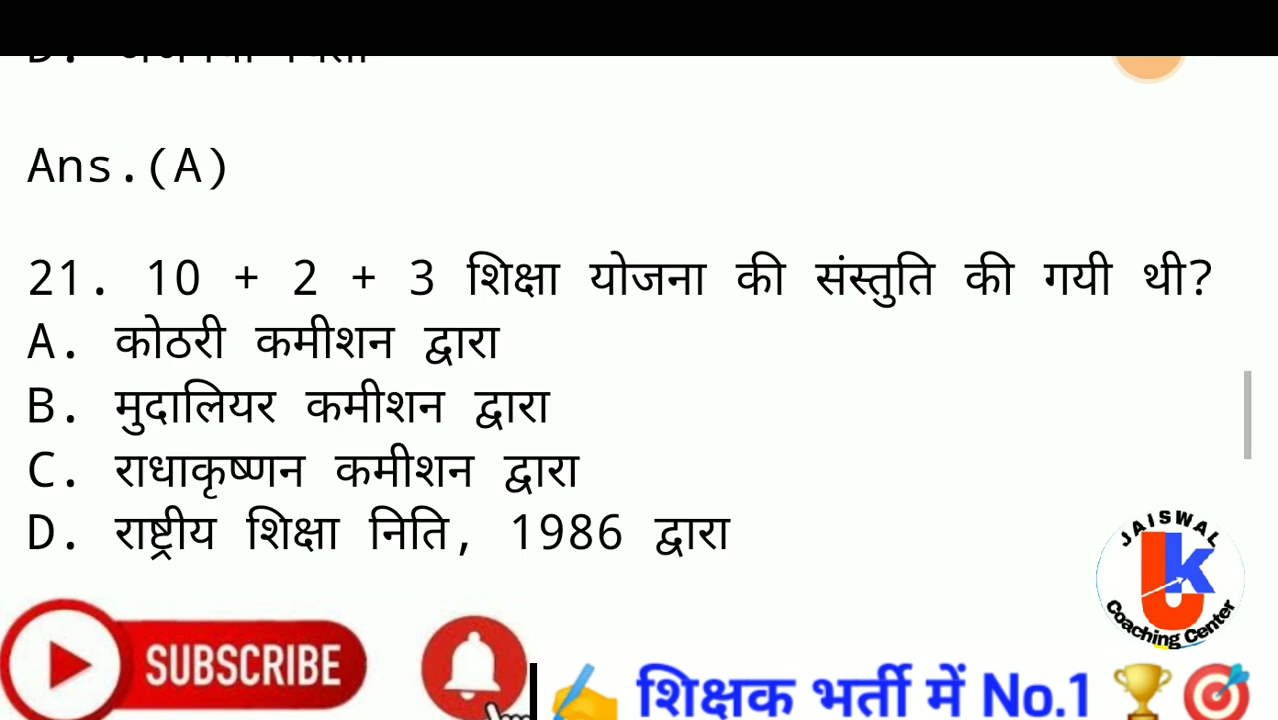 Ans.(A)
21. 10 + 2 + 3 शिक्षा योजना की संस्तुति की गयी थी?
A. कोठरी कमीशन द्वारा
B. मुदालियर कमीशन द्वारा
C. राधाकृष्णन कमीशन द्वारा
D. राष्ट्रीय शिक्षा निति, 1986 द्वारा
JAISWAL
UK
Coaching Center
SUBSCRIBE
शिक्षक भर्ती में No.1